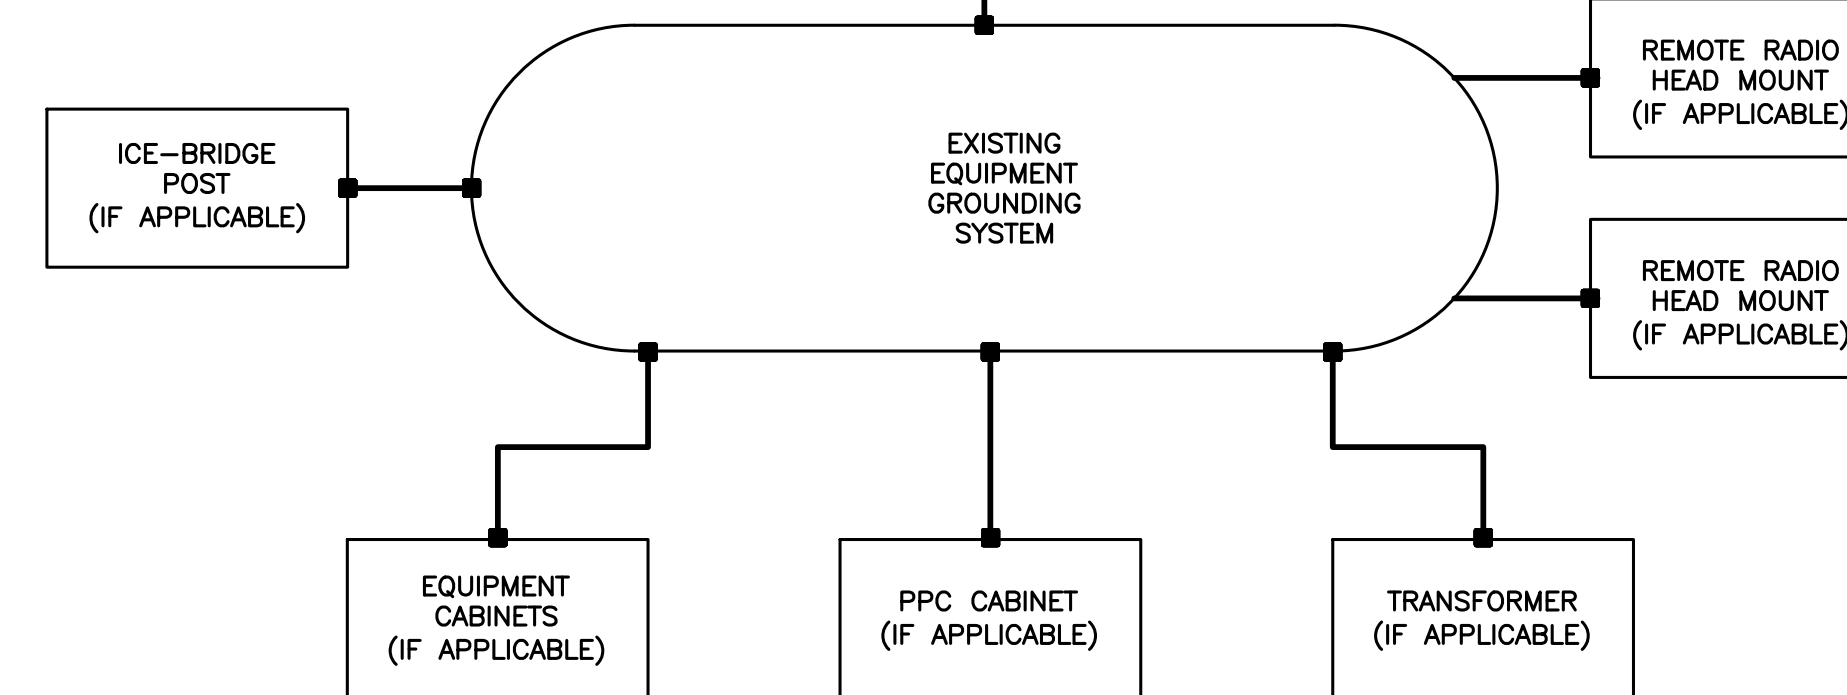 REMOTE RADIO
HEAD MOUNT
(IF APPLICABLE)
ICE-BRIDGE
POST
(IF APPLICABLE)
EXISTING
EQUIPMENT
GROUNDING
SYSTEM
REMOTE RADIO
HEAD MOUNT
(IF APPLICABLE)
EQUIPMENT
CABINETS
(IF APPLICABLE)
PPC CABINET
(IF APPLICABLE)
TRANSFORMER
(IF APPLICABLE)